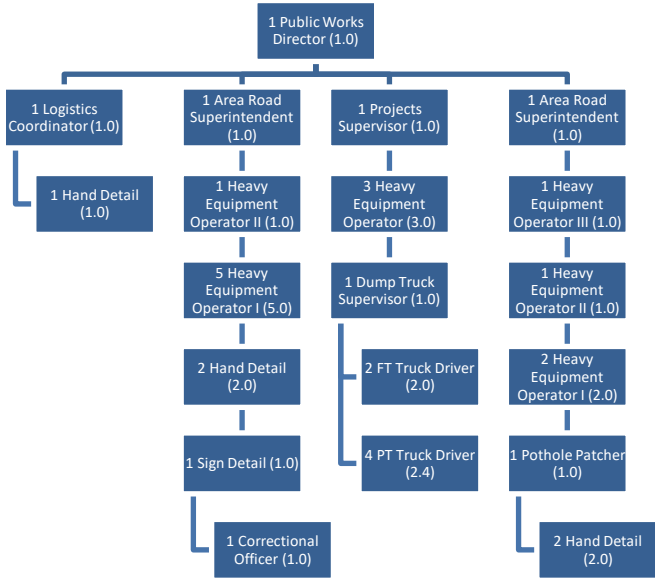 1 Public Works
Director (1.0)
1 Logistics
Coordinator (1.0)
1 Hand Detail
(1.0)
1 Area Road
Superintendent
(1.0)
1 Heavy
Equipment
Operator II (1.0)
5 Heavy
Equipment
Operator I (5.0)
2 Hand Detail
(2.0)
1 Sign Detail (1.0)
1 Correctional
Officer (1.0)
1 Projects
Supervisor (1.0)
3 Heavy
Equipment
Operator (3.0)
1 Dump Truck
Supervisor (1.0)
2 FT Truck Driver
(2.0)
4 PT Truck Driver
(2.4)
1 Area Road
Superintendent
(1.0)
1 Heavy
Equipment
Operator III (1.0)
1 Heavy
Equipment
Operator II (1.0)
2 Heavy
Equipment
Operator I (2.0)
1 Pothole Patcher
(1.0)
2 Hand Detail
(2.0)